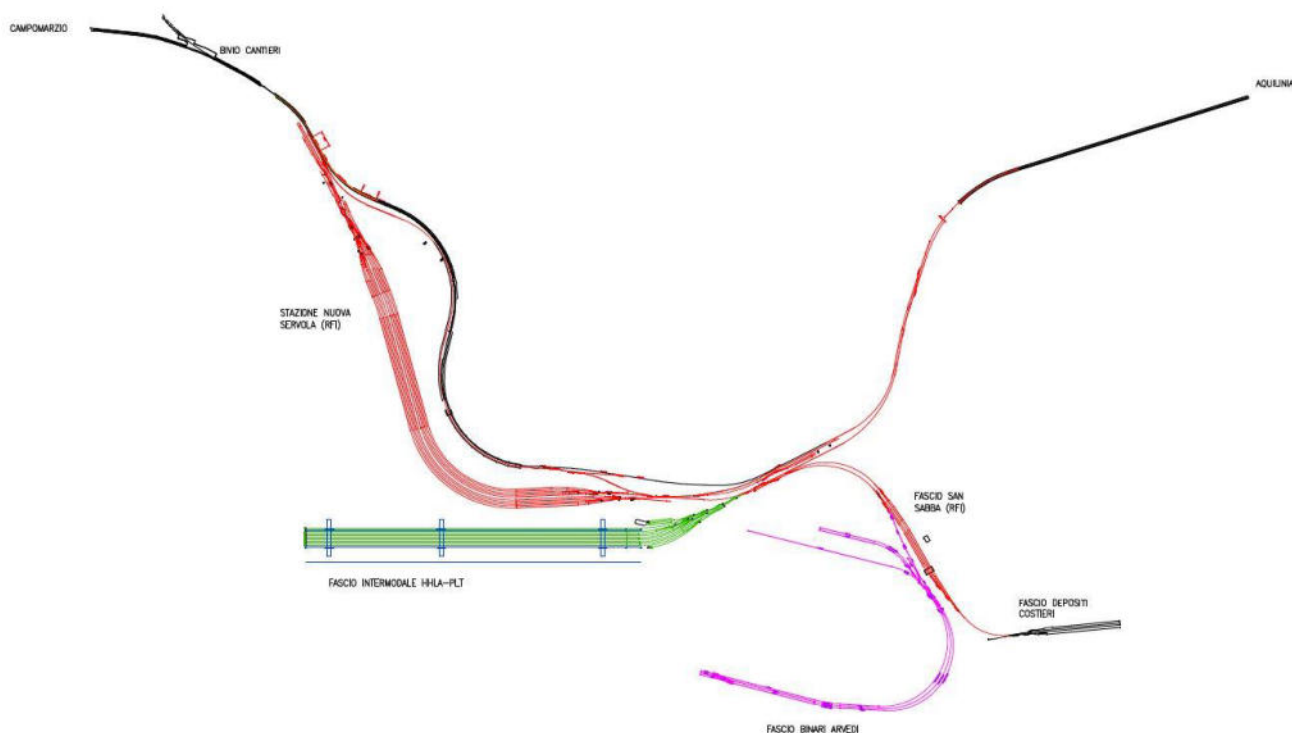 CAMPOMARZIO
BIVIO CANTIERI
AQUILINIA
STAZIONE NUOVA
SERVOLA (RFI)
FASCIO SAN
SABBA (RFI)
FASCIO INTERMODALE HHLA-PLT
FASCIO DEPOSITI
COSTIERI
FASCIO BINARI ARVEDI